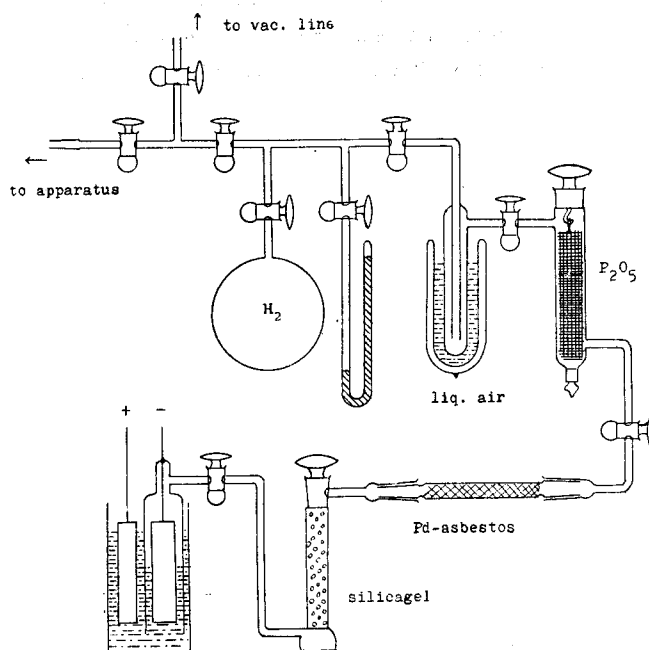 to vac. line
to apparatus
H2
P2O5
liq. air
+ -
Pd-asbestos
silicagel